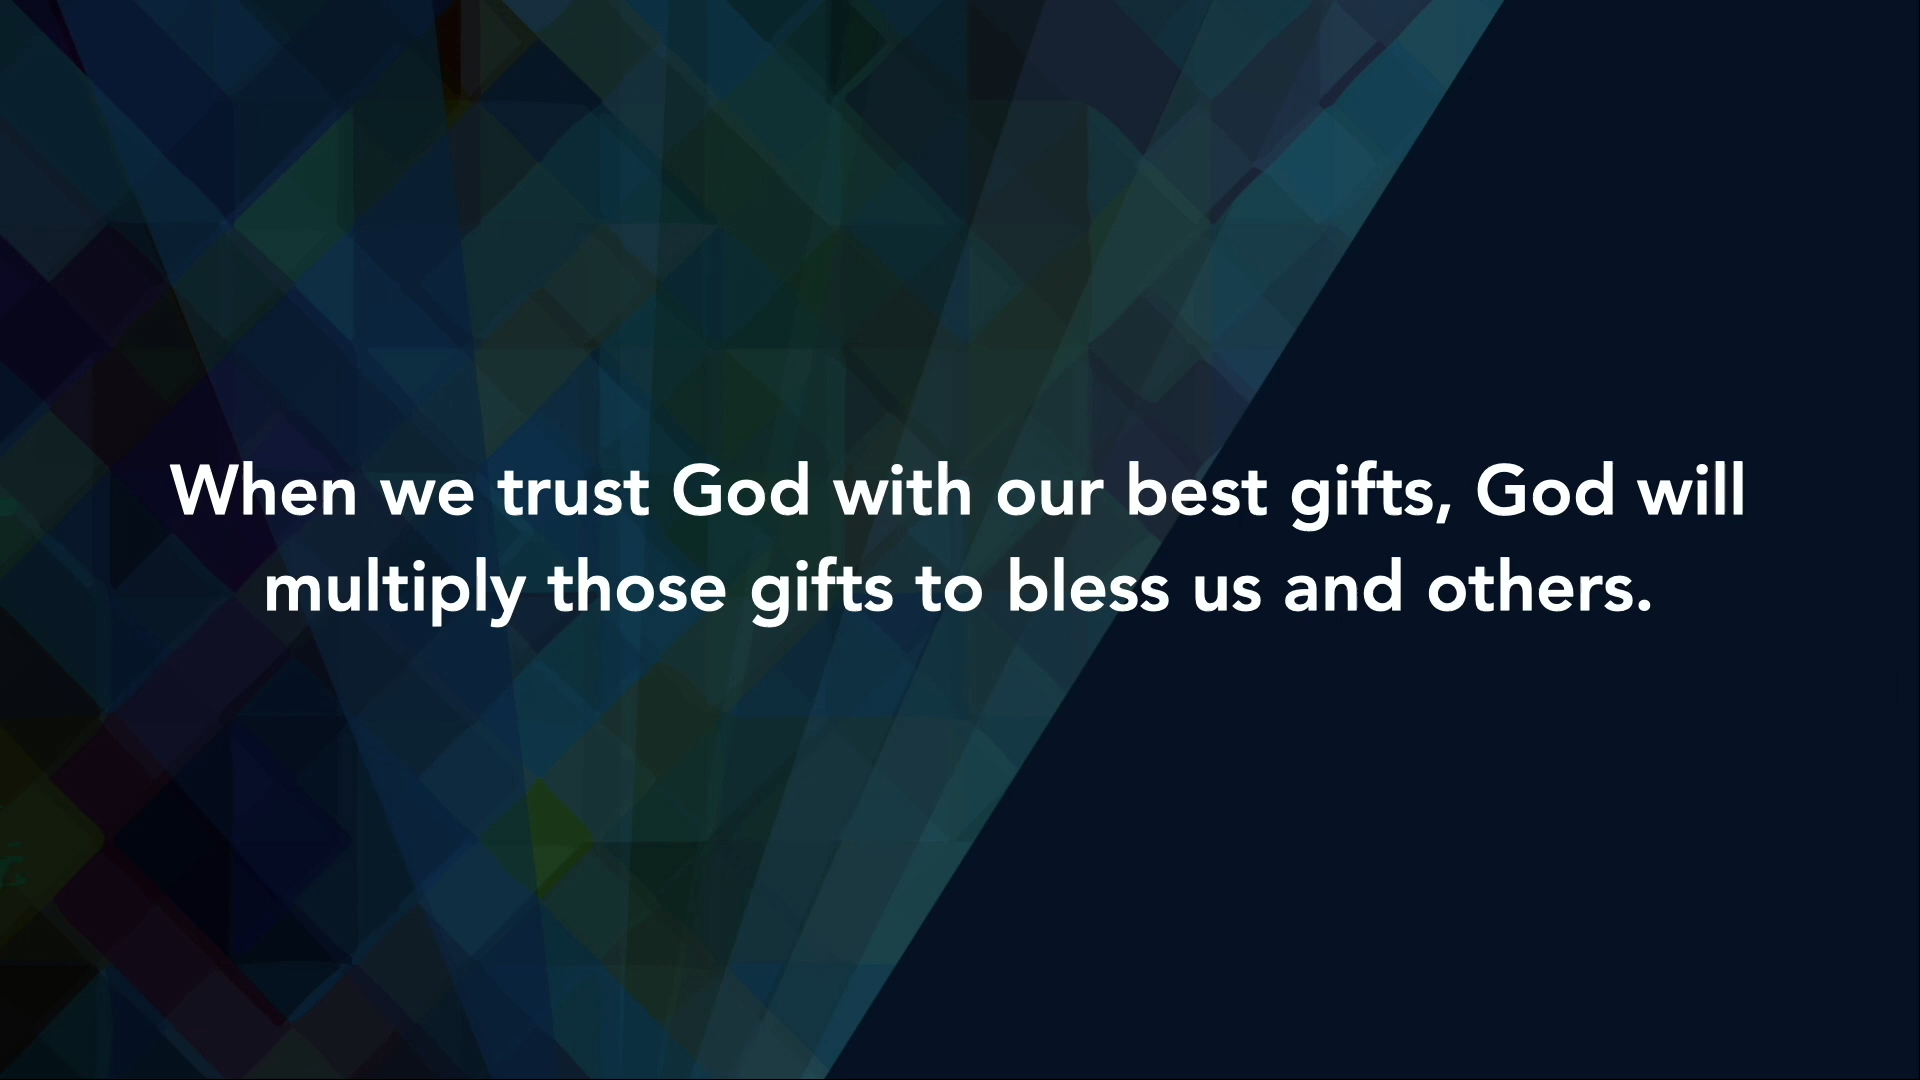 When we trust God with our best gifts, God will
multiply those gifts to bless us and others.